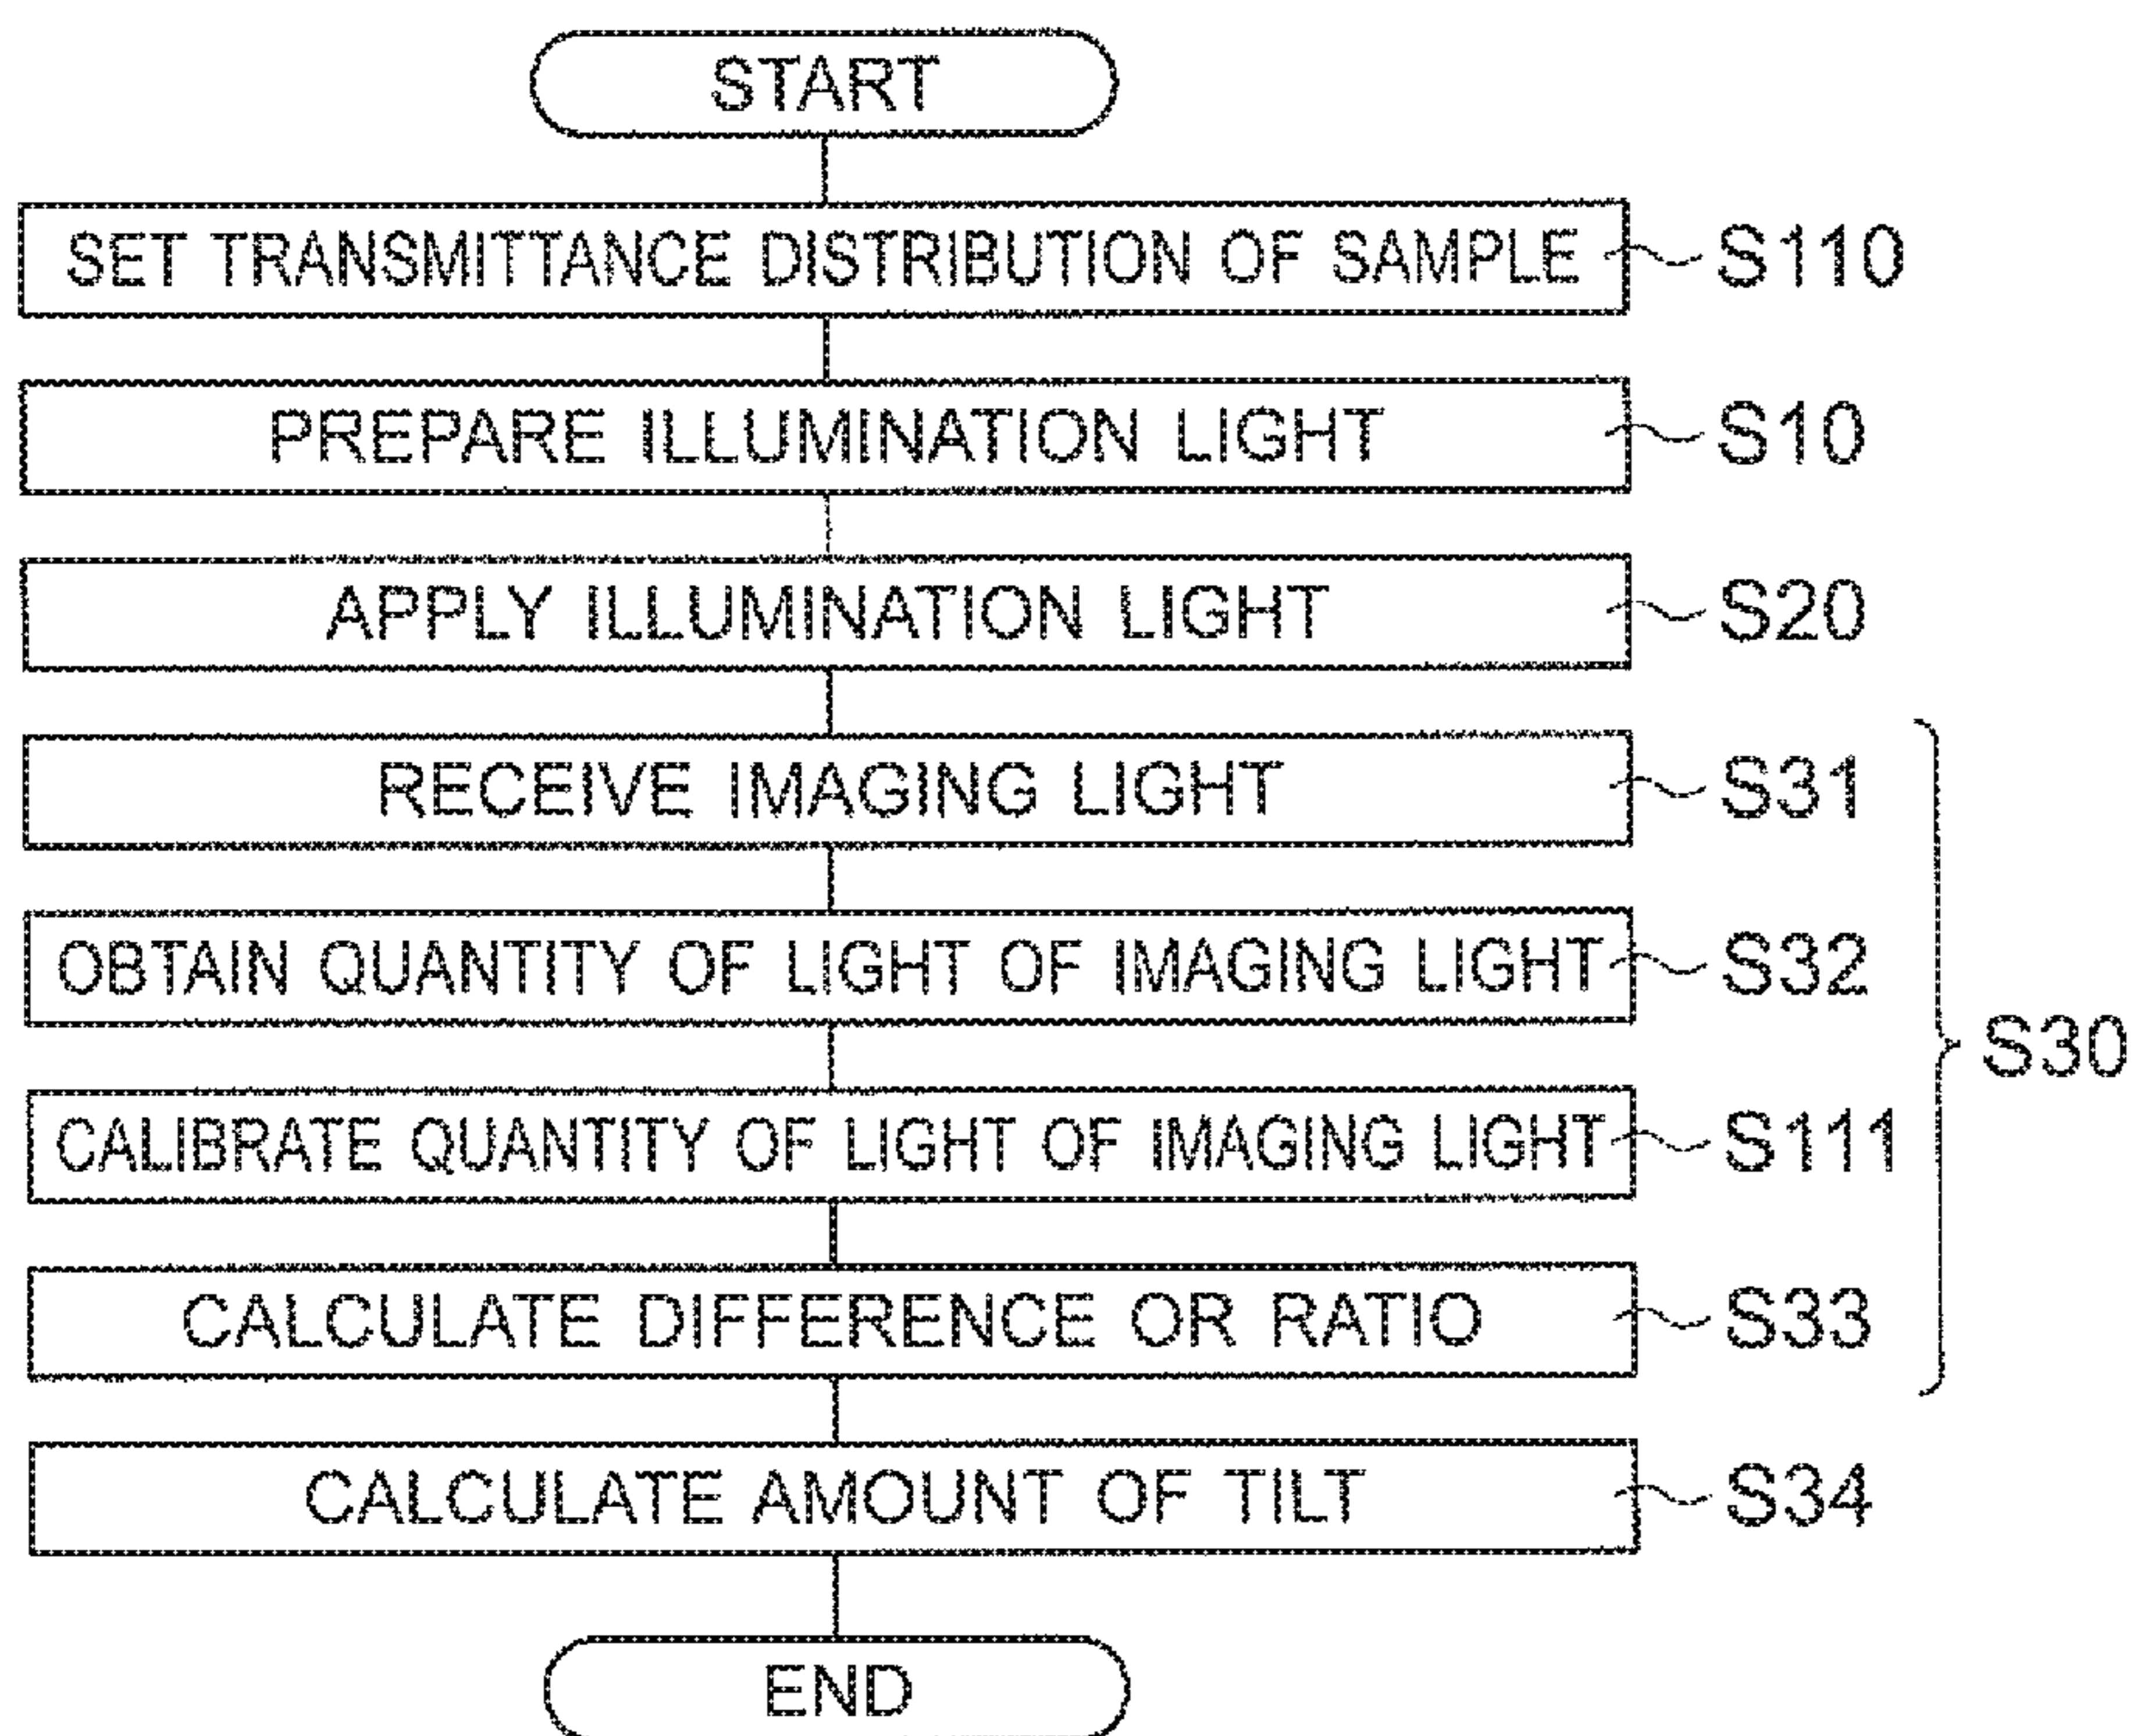 START
SET TRANSMITTANCE DISTRIBUTION OF SAMPLE S110
PREPARE ILLUMINATION LIGHT S10
APPLY ILLUMINATION LIGHT S20
RECEIVE IMAGING LIGHT S31
OBTAIN QUANTITY OF LIGHT OF IMAGING LIGHT S32
S30
CALIBRATE QUANTITY OF LIGHT OF IMAGING LIGHT S111
CALCULATE DIFFERENCE OR RATIO S33
CALCULATE AMOUNT OF TILT S34
END